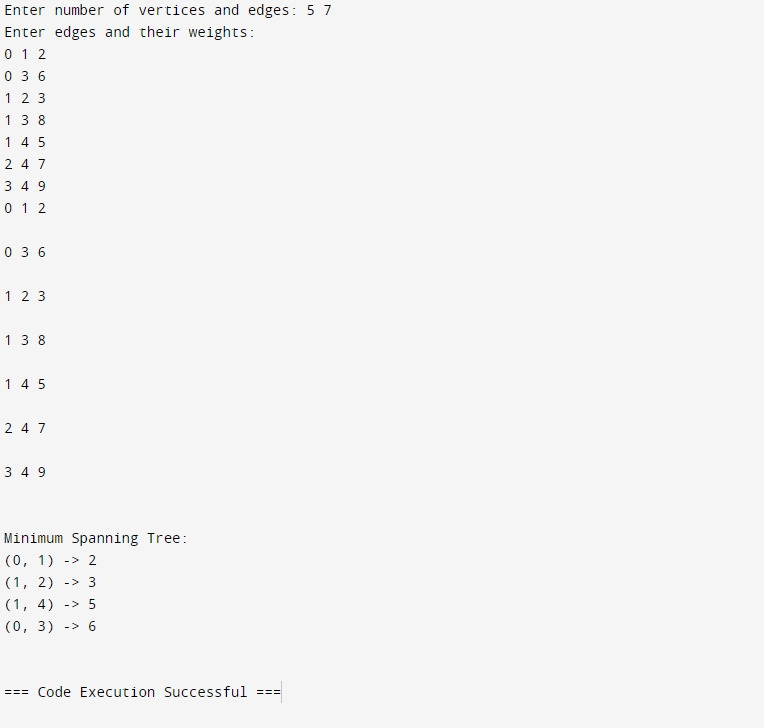 Enter number of vertices and edges: 5 7
Enter edges and their weights:
0 1 2
0 3 6
1 2 3
1 3 8
1 4 5
2 4 7
3 4 9
0 1 2
0 3 6
1 2 3
1 3 8
1 4 5
2 4 7
3 4 9
Minimum Spanning Tree:
(0, 1) -> 2
(1, 2) -> 3
(1, 4) -> 5
(0, 3) -> 6
=== Code Execution Successful ===